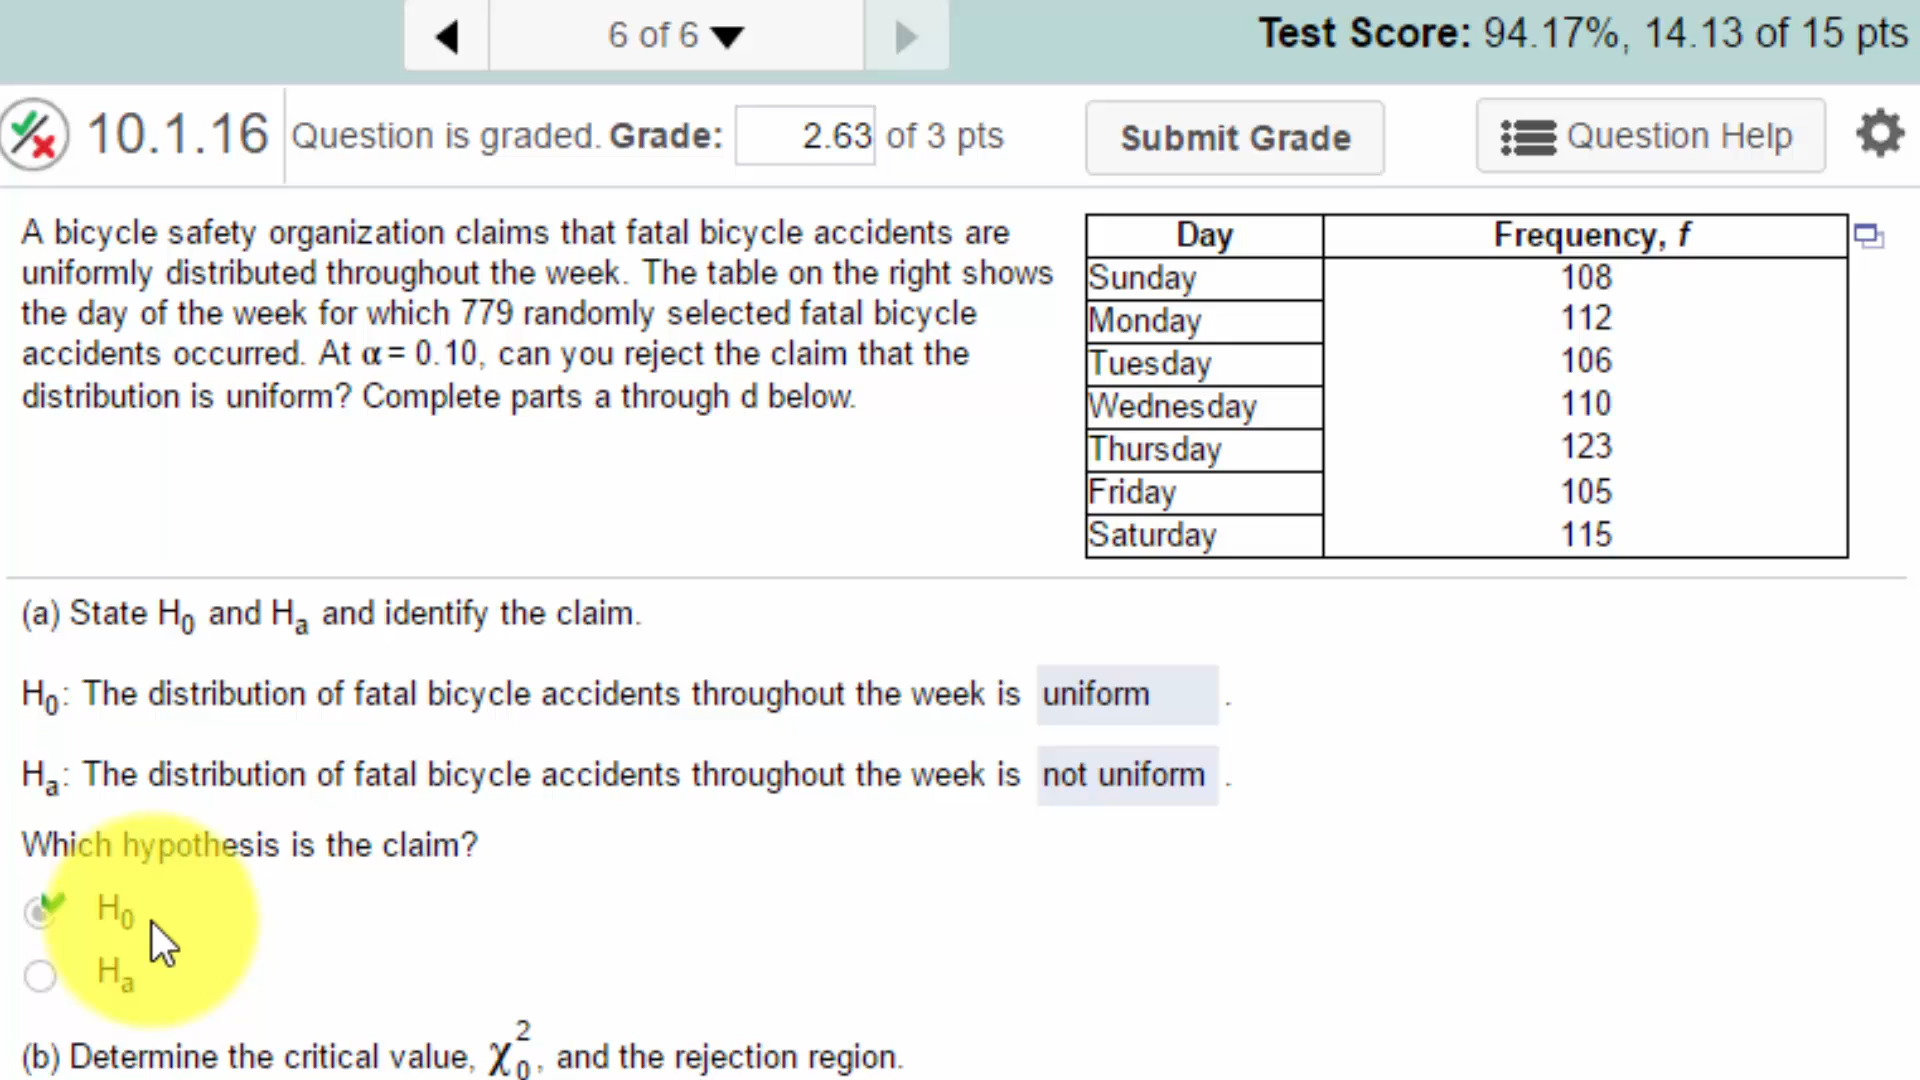 6 of 6
Test Score: 94.17%, 14.13 of 15 pts
10.1.16
Question is graded. Grade: 2.63 of 3 pts
Submit Grade
Question Help
A bicycle safety organization claims that fatal bicycle accidents are
uniformly distributed throughout the week. The table on the right shows
the day of the week for which 779 randomly selected fatal bicycle
accidents occurred. At α = 0.10, can you reject the claim that the
distribution is uniform? Complete parts a through d below.
Day Frequency, f
Sunday 108
Monday 112
Tuesday 106
Wednesday 110
Thursday 123
Friday 105
Saturday 115
(a) State H₀ and Hₐ and identify the claim.
H₀: The distribution of fatal bicycle accidents throughout the week is uniform .
Hₐ: The distribution of fatal bicycle accidents throughout the week is not uniform .
Which hypothesis is the claim?
H₀
Hₐ
(b) Determine the critical value, χ₀², and the rejection region.